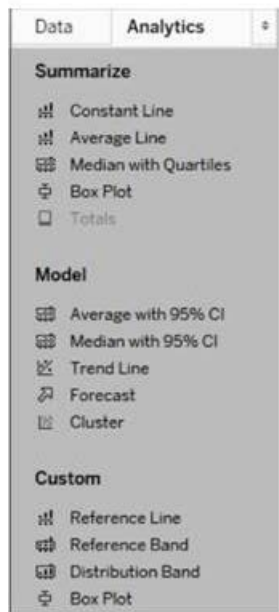 Data Analytics
Summarize
Constant Line
Average Line
Median with Quartiles
Box Plot
Totals
Model
Average with 95% CI
Median with 95% CI
Trend Line
Forecast
Cluster
Custom
Reference Line
Reference Band
Distribution Band
Box Plot